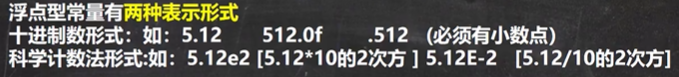 浮点型常量有两种表示形式
十进制数形式：如：5.12 512.0f .512 (必须有小数点)
科学计数法形式:如：5.12e2 [5.12*10的2次方 ] 5.12E-2 [5.12/10的2次方]